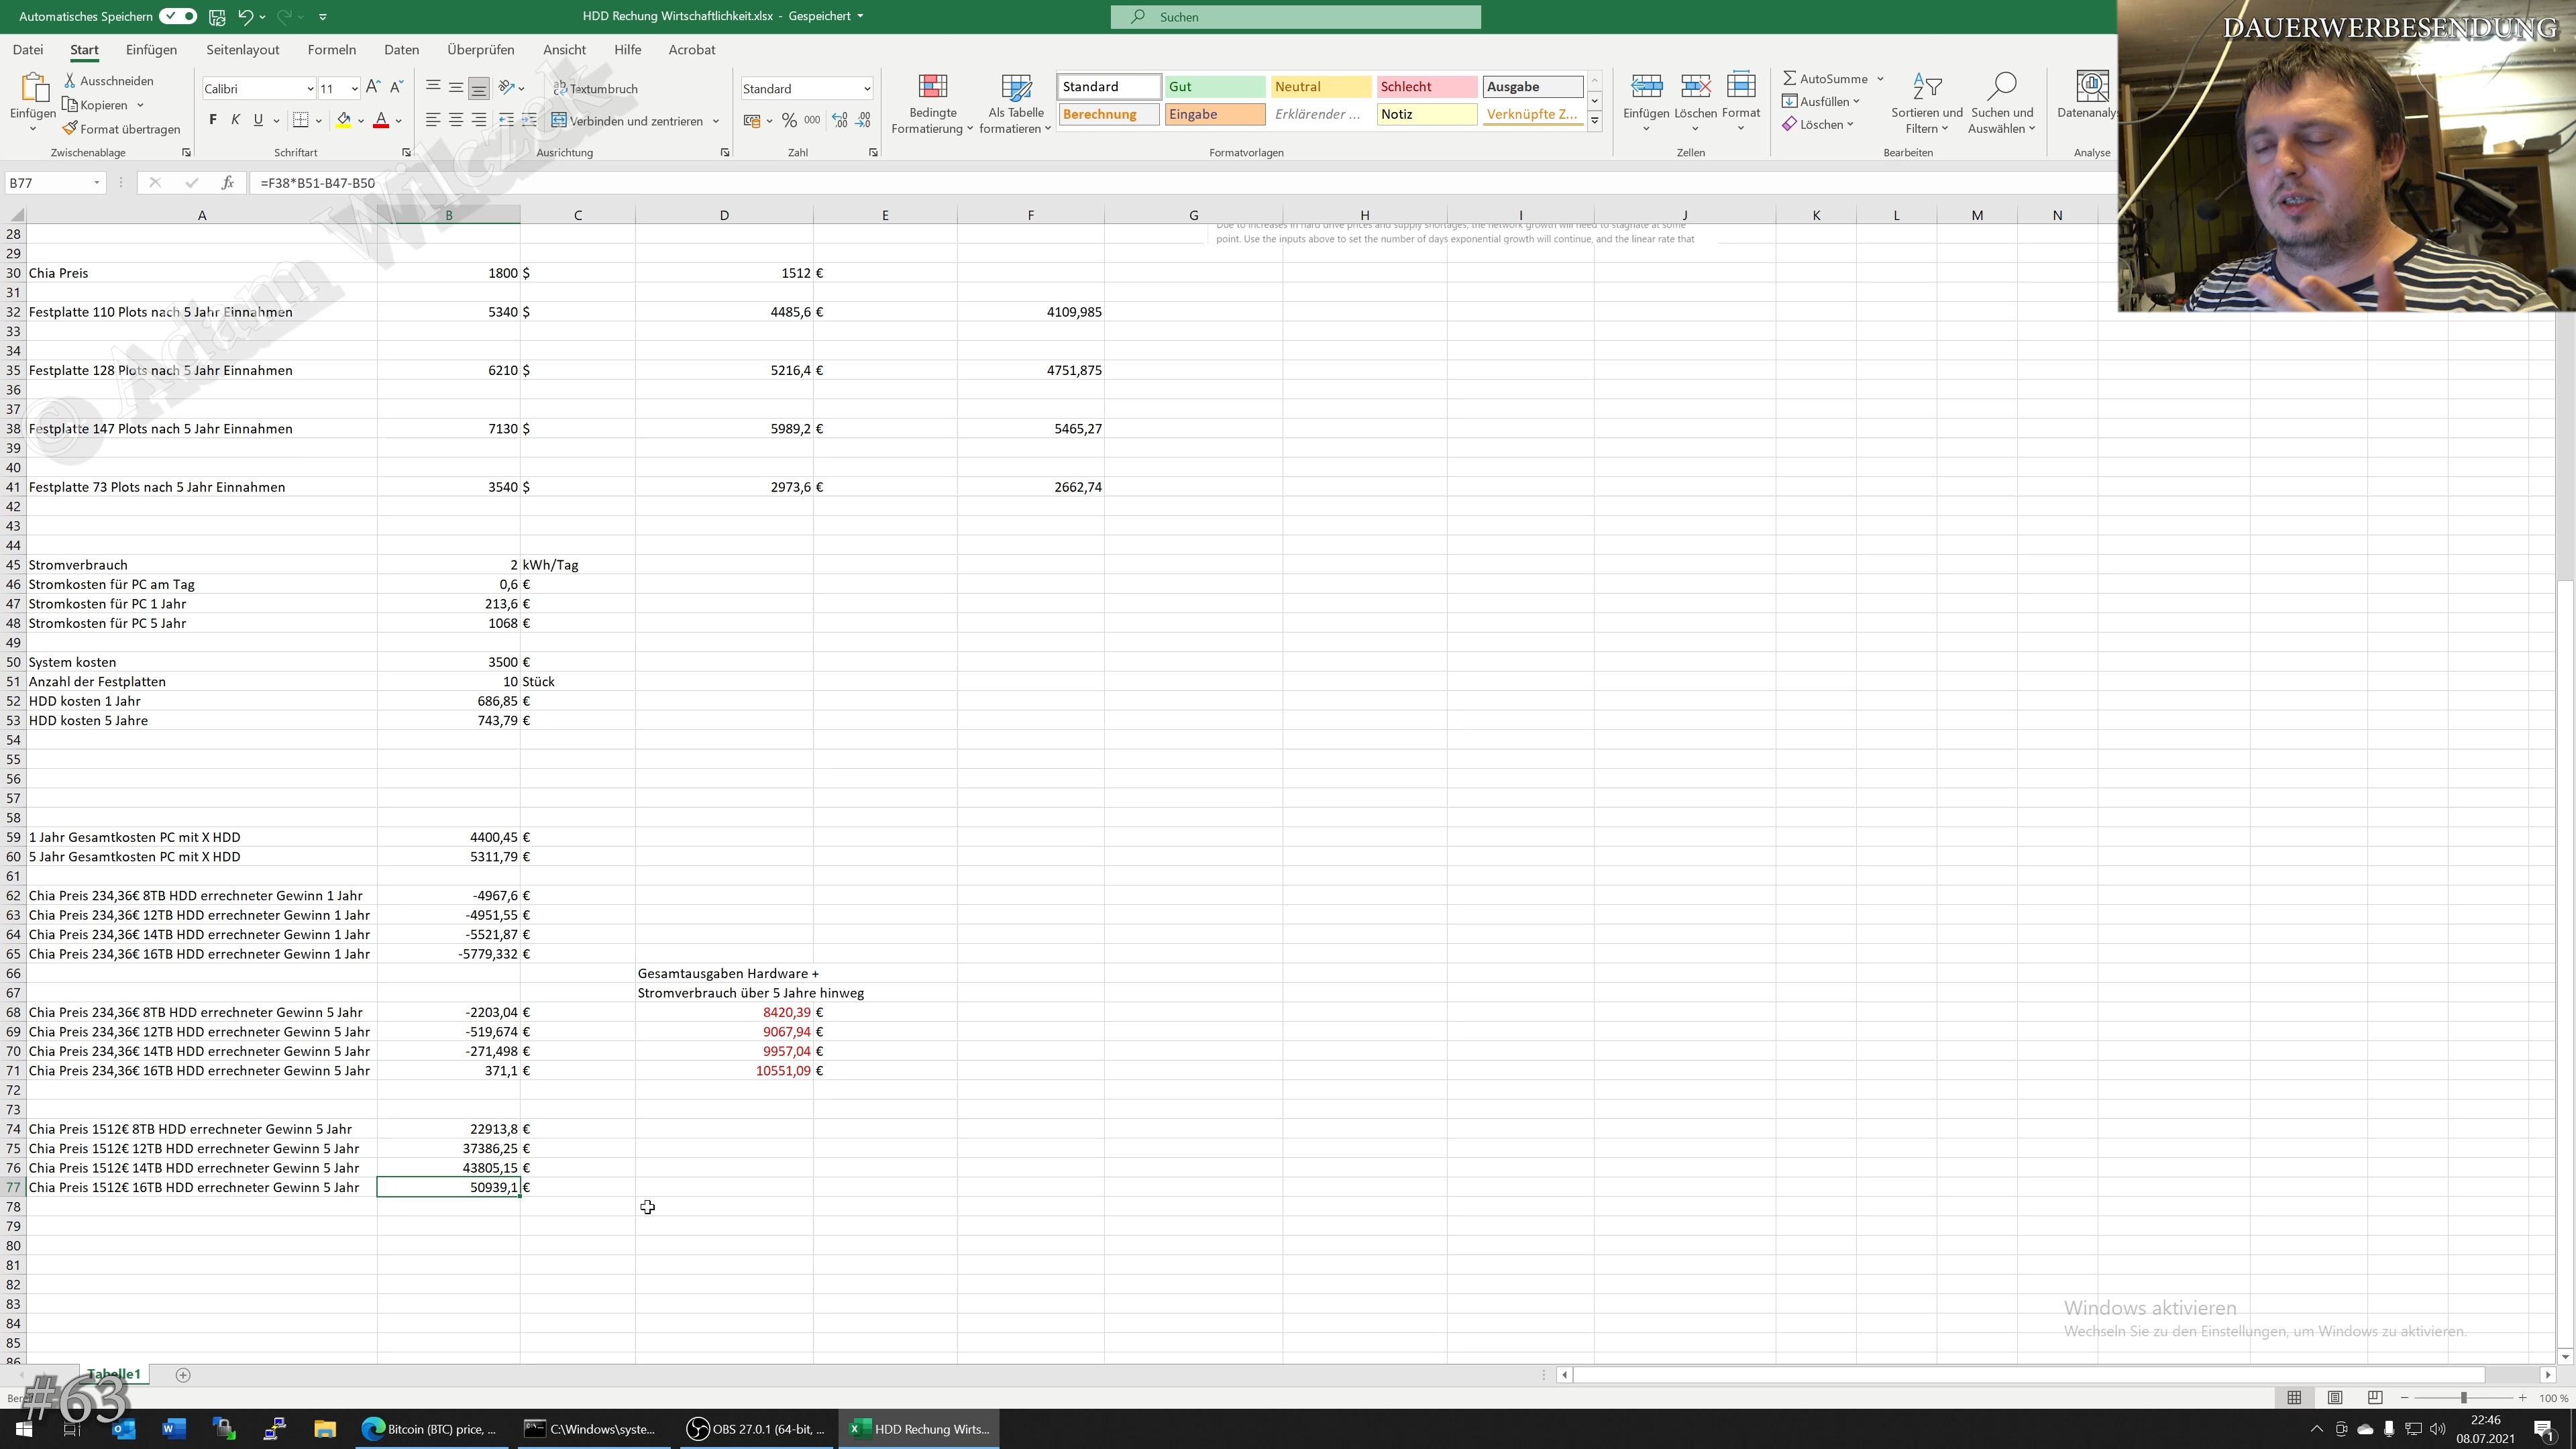 Automatisches Speichern
HDD Rechung Wirtschaftlichkeit.xlsx - Gespeichert
Suchen
DAUERWERBESENDUNG
Datei Start Einfügen Seitenlayout Formeln Daten Überprüfen Ansicht Hilfe Acrobat
Einfügen
Ausschneiden
Kopieren
Format übertragen
Zwischenablage
Calibri 11
F K U
Schriftart
Textumbruch
Verbinden und zentrieren
Ausrichtung
Standard
% 000
Zahl
Bedingte Formatierung
Als Tabelle formatieren
Standard Gut Neutral Schlecht Ausgabe
Berechnung Eingabe Erklärender ... Notiz Verknüpfte Z...
Formatvorlagen
Einfügen Löschen Format
Zellen
AutoSumme
Ausfüllen
Löschen
Sortieren und Filtern
Suchen und Auswählen
Bearbeiten
Datenanalys
Analyse
B77 fx =F38*B51-B47-B50
© Adam Wilczek
A B C D E F G H I J K L M N
28 Due to increases in hard drive prices and supply shortages, the network growth will need to stagnate at some
point. Use the inputs above to set the number of days exponential growth will continue, and the linear rate that
29
30 Chia Preis 1800 $ 1512 €
31
32 Festplatte 110 Plots nach 5 Jahr Einnahmen 5340 $ 4485,6 € 4109,985
33
34
35 Festplatte 128 Plots nach 5 Jahr Einnahmen 6210 $ 5216,4 € 4751,875
36
37
38 Festplatte 147 Plots nach 5 Jahr Einnahmen 7130 $ 5989,2 € 5465,27
39
40
41 Festplatte 73 Plots nach 5 Jahr Einnahmen 3540 $ 2973,6 € 2662,74
42
43
44
45 Stromverbrauch 2 kWh/Tag
46 Stromkosten für PC am Tag 0,6 €
47 Stromkosten für PC 1 Jahr 213,6 €
48 Stromkosten für PC 5 Jahr 1068 €
49
50 System kosten 3500 €
51 Anzahl der Festplatten 10 Stück
52 HDD kosten 1 Jahr 686,85 €
53 HDD kosten 5 Jahre 743,79 €
54
55
56
57
58
59 1 Jahr Gesamtkosten PC mit X HDD 4400,45 €
60 5 Jahr Gesamtkosten PC mit X HDD 5311,79 €
61
62 Chia Preis 234,36€ 8TB HDD errechneter Gewinn 1 Jahr -4967,6 €
63 Chia Preis 234,36€ 12TB HDD errechneter Gewinn 1 Jahr -4951,55 €
64 Chia Preis 234,36€ 14TB HDD errechneter Gewinn 1 Jahr -5521,87 €
65 Chia Preis 234,36€ 16TB HDD errechneter Gewinn 1 Jahr -5779,332 €
66 Gesamtausgaben Hardware +
67 Stromverbrauch über 5 Jahre hinweg
68 Chia Preis 234,36€ 8TB HDD errechneter Gewinn 5 Jahr -2203,04 € 8420,39 €
69 Chia Preis 234,36€ 12TB HDD errechneter Gewinn 5 Jahr -519,674 € 9067,94 €
70 Chia Preis 234,36€ 14TB HDD errechneter Gewinn 5 Jahr -271,498 € 9957,04 €
71 Chia Preis 234,36€ 16TB HDD errechneter Gewinn 5 Jahr 371,1 € 10551,09 €
72
73
74 Chia Preis 1512€ 8TB HDD errechneter Gewinn 5 Jahr 22913,8 €
75 Chia Preis 1512€ 12TB HDD errechneter Gewinn 5 Jahr 37386,25 €
76 Chia Preis 1512€ 14TB HDD errechneter Gewinn 5 Jahr 43805,15 €
77 Chia Preis 1512€ 16TB HDD errechneter Gewinn 5 Jahr 50939,1 €
78
79
80
81
82
83
84
85
86
Windows aktivieren
Wechseln Sie zu den Einstellungen, um Windows zu aktivieren.
Tabelle1
#63
100 %
Bitcoin (BTC) price, ...
C:\Windows\syste...
OBS 27.0.1 (64-bit, ...
HDD Rechung Wirts...
22:46
08.07.2021
1